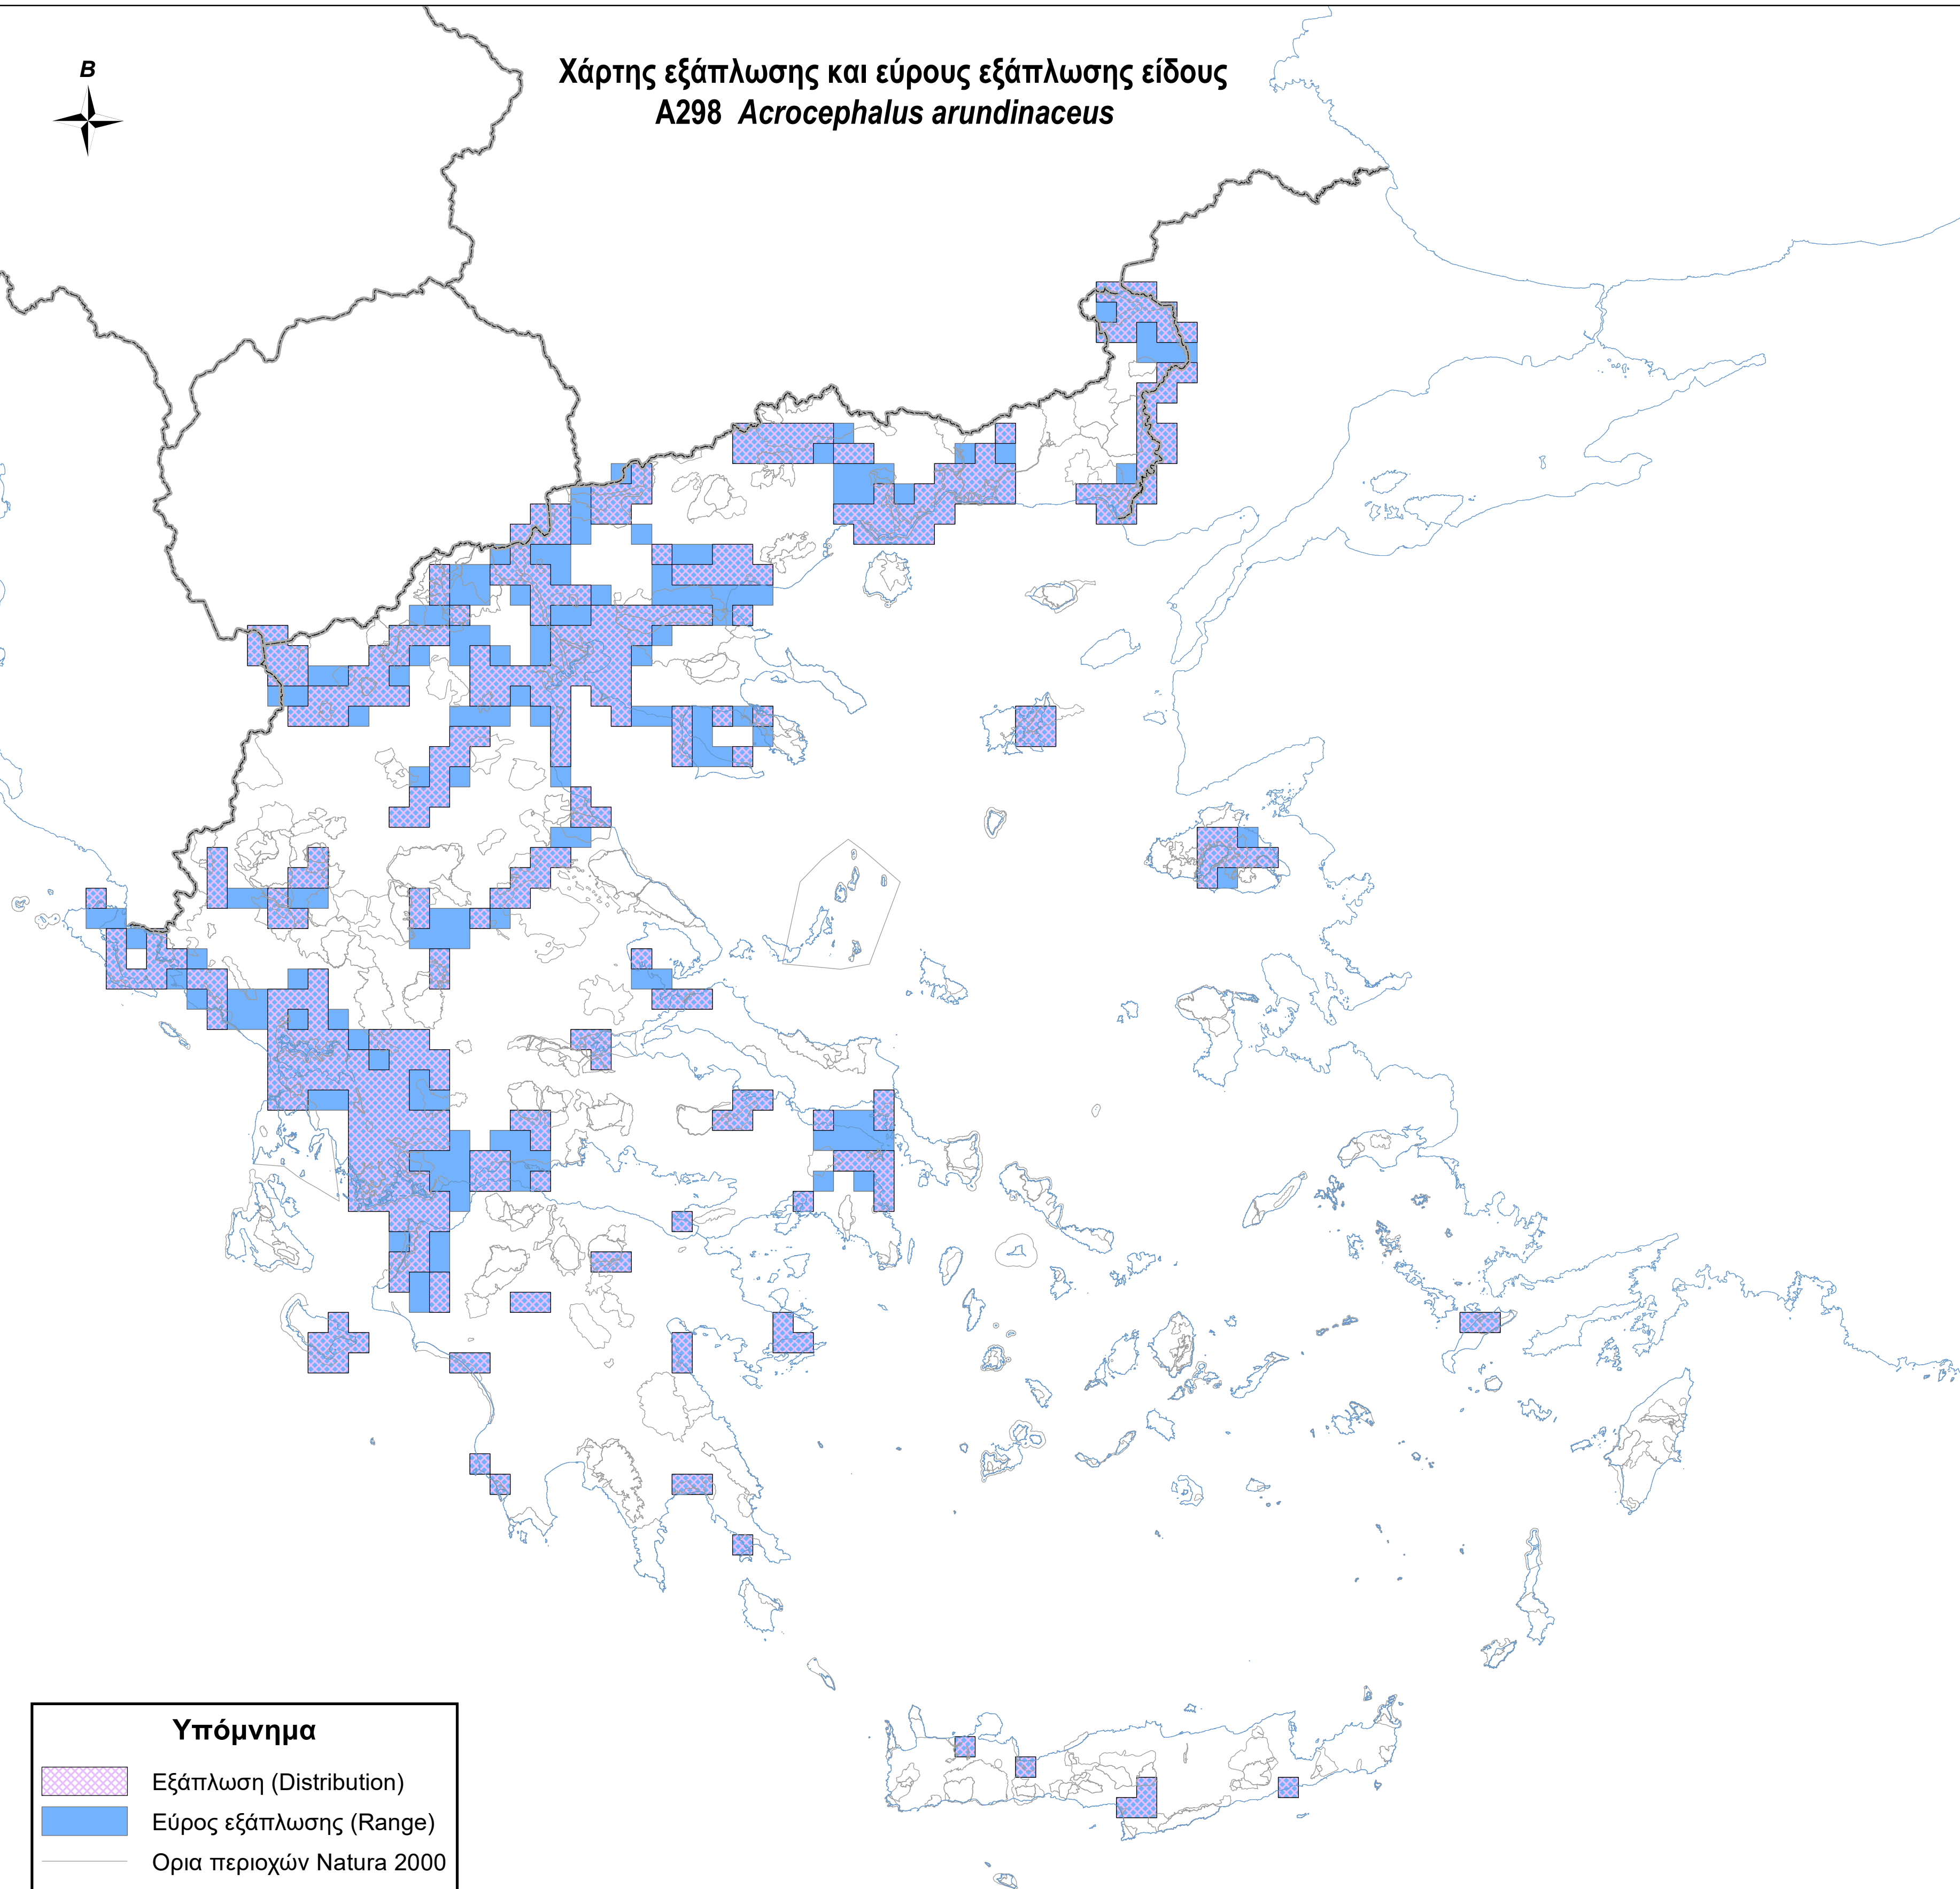 B
Χάρτης εξάπλωσης και εύρους εξάπλωσης είδους
A298 Acrocephalus arundinaceus
Υπόμνημα
Εξάπλωση (Distribution)
Εύρος εξάπλωσης (Range)
Ορια περιοχών Natura 2000